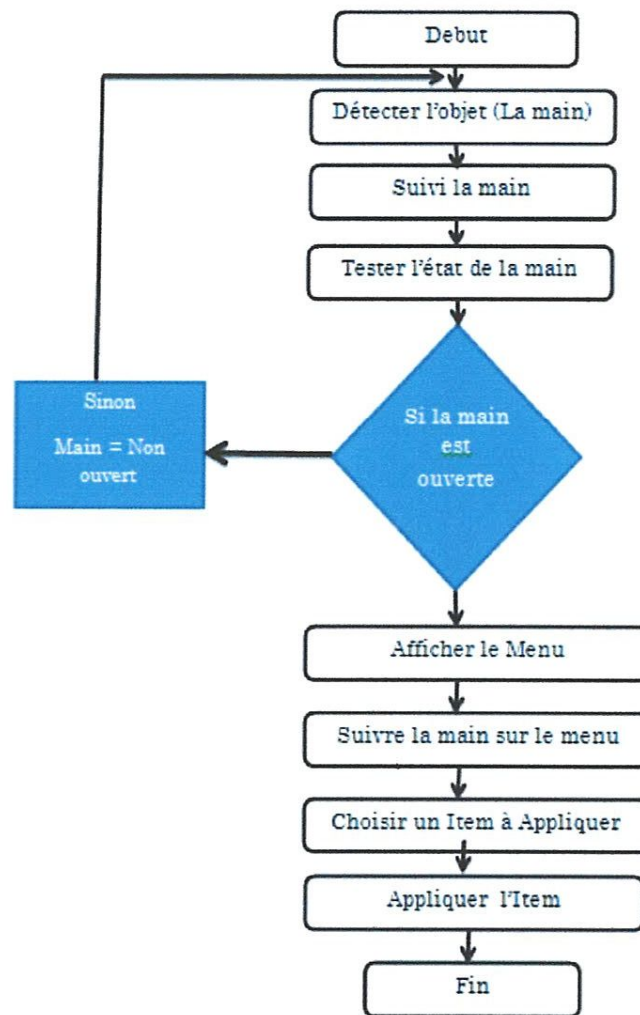 Debut
Détecter l'objet (La main)
Suivi la main
Tester l'état de la main
Si la main
est
ouverte
Sinon
Main = Non
ouvert
Afficher le Menu
Suivre la main sur le menu
Choisir un Item à Appliquer
Appliquer l'Item
Fin